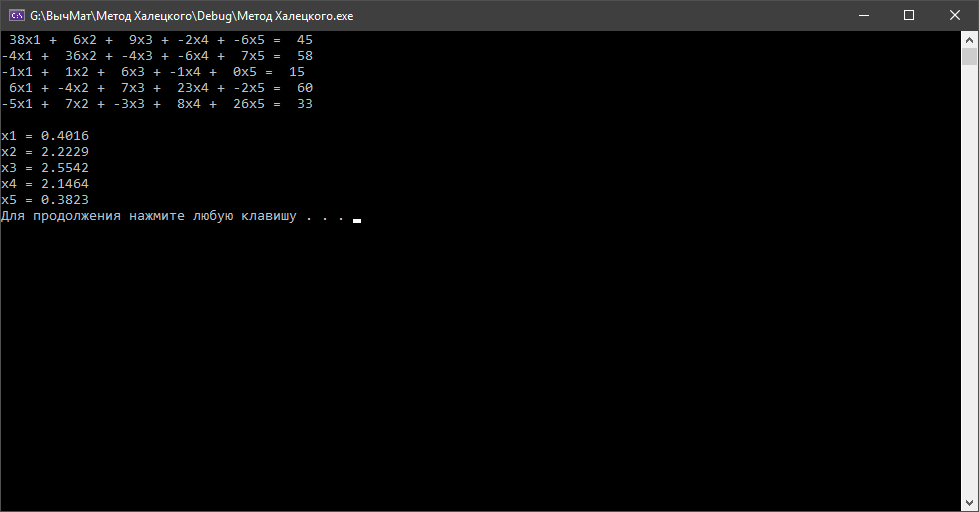 G:\ВычМат\Метод Халецкого\Debug\Метод Халецкого.exe
38x1 + 6x2 + 9x3 + -2x4 + -6x5 = 45
-4x1 + 36x2 + -4x3 + -6x4 + 7x5 = 58
-1x1 + 1x2 + 6x3 + -1x4 + 0x5 = 15
6x1 + -4x2 + 7x3 + 23x4 + -2x5 = 60
-5x1 + 7x2 + -3x3 + 8x4 + 26x5 = 33
x1 = 0.4016
x2 = 2.2229
x3 = 2.5542
x4 = 2.1464
x5 = 0.3823
Для продолжения нажмите любую клавишу . . .